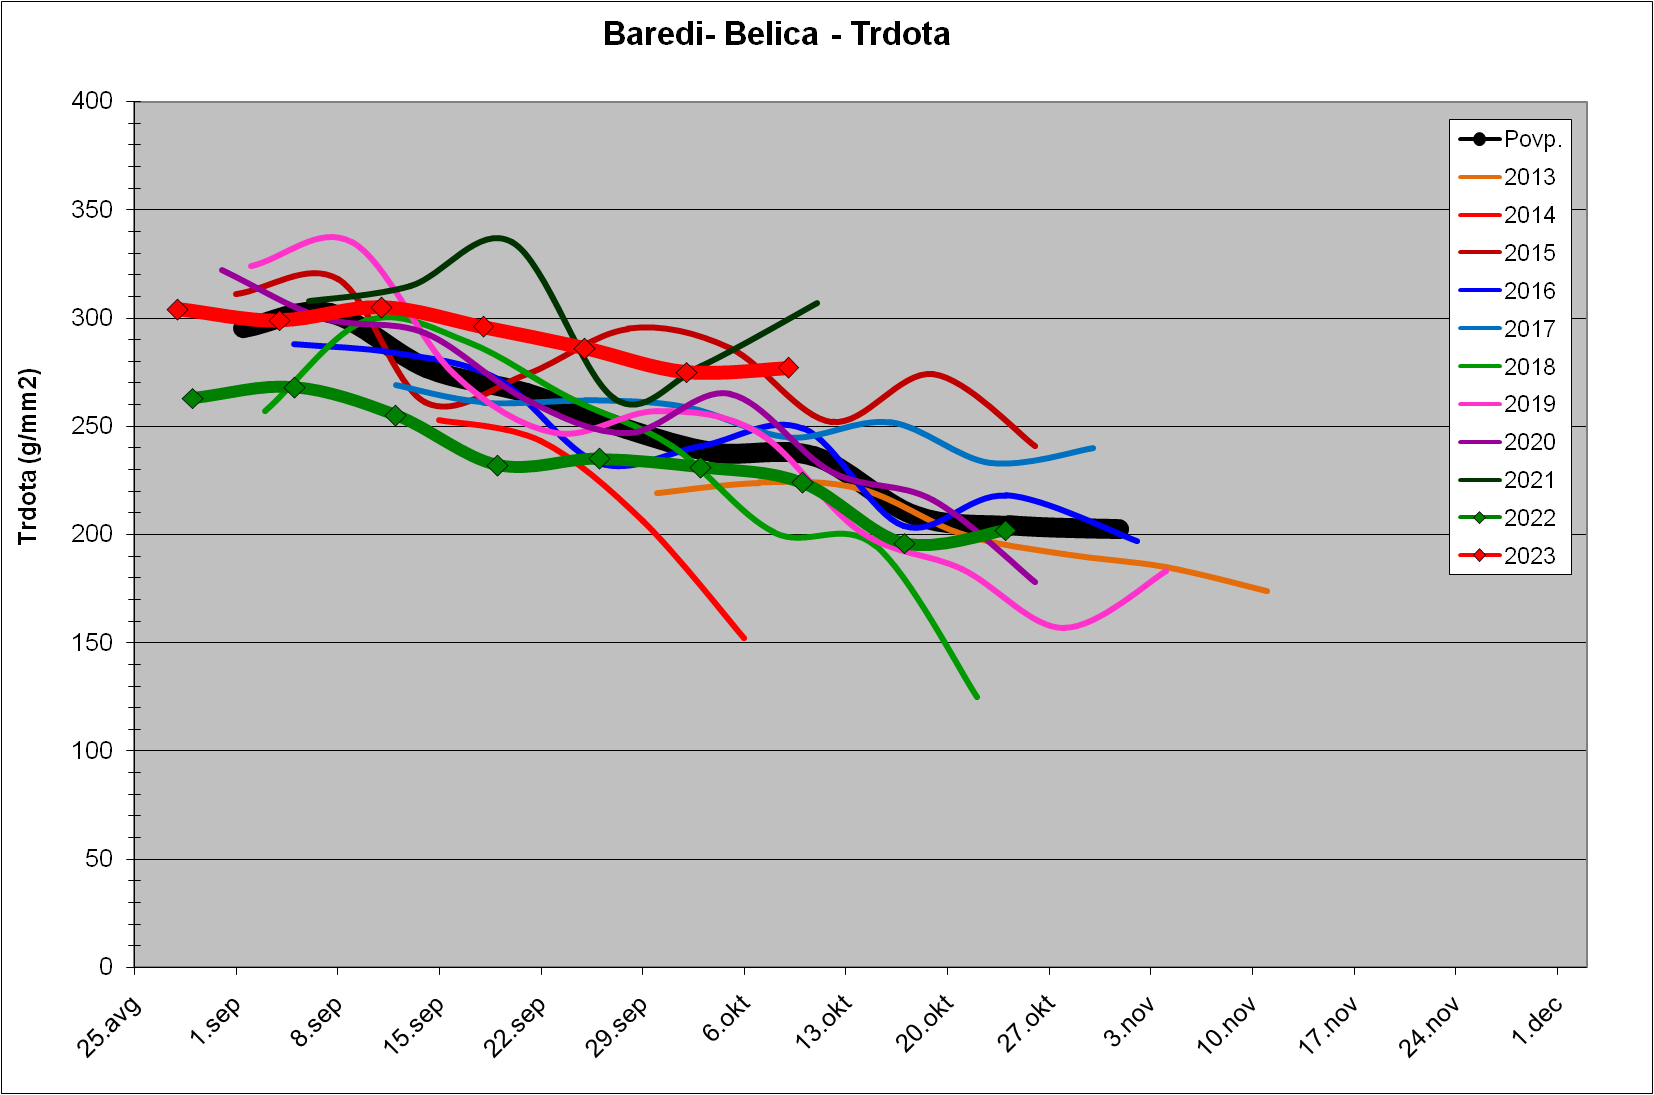 Baredi- Belica - Trdota
Trdota (g/mm2)
400
350
300
250
200
150
100
50
0
25.avg
1.sep
8.sep
15.sep
22.sep
29.sep
6.okt
13.okt
20.okt
27.okt
3.nov
10.nov
17.nov
24.nov
1.dec
Povp.
2013
2014
2015
2016
2017
2018
2019
2020
2021
2022
2023